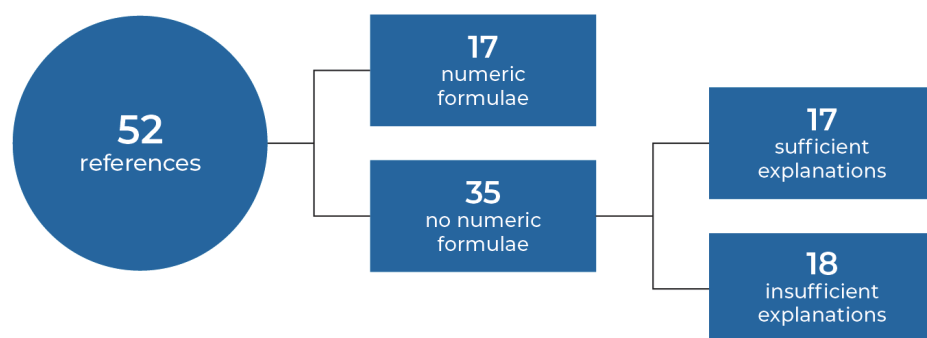 52
references
17
numeric
formulae
35
no numeric
formulae
17
sufficient
explanations
18
insufficient
explanations